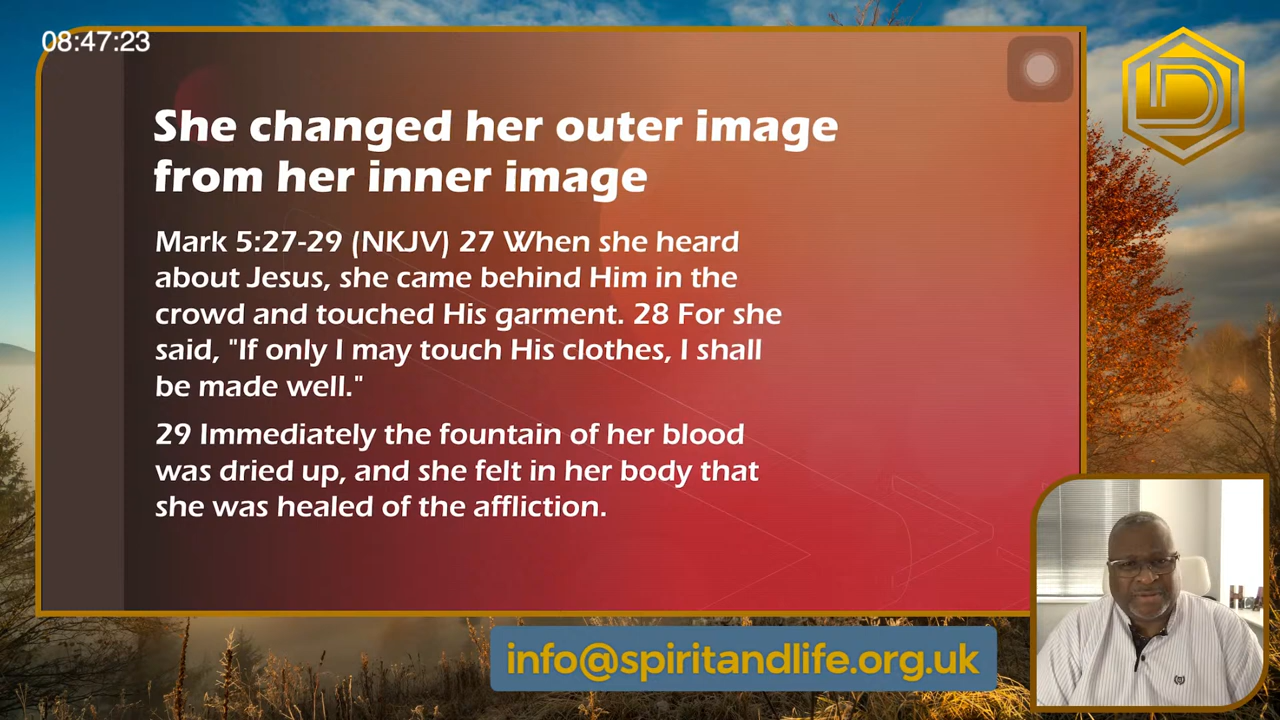 08:47:23
She changed her outer image
from her inner image
Mark 5:27-29 (NKJV) 27 When she heard
about Jesus, she came behind Him in the
crowd and touched His garment. 28 For she
said, "If only I may touch His clothes, I shall
be made well."
29 Immediately the fountain of her blood
was dried up, and she felt in her body that
she was healed of the affliction.
info@spiritandlife.org.uk